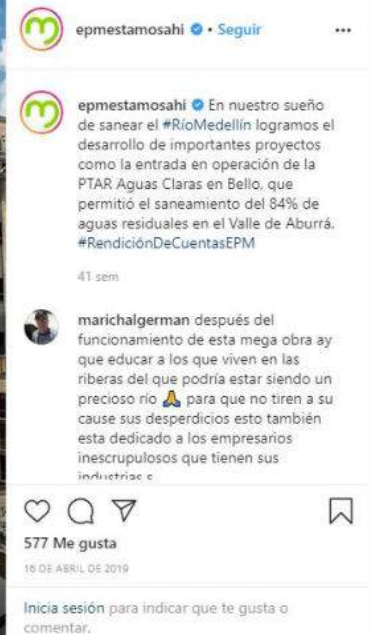 epmestamosahi • Seguir
epmestamosahi En nuestro sueño
de sanear el #RíoMedellín logramos el
desarrollo de importantes proyectos
como la entrada en operación de la
PTAR Aguas Claras en Bello, que
permitió el saneamiento del 84% de
aguas residuales en el Valle de Aburrá.
#RendiciónDeCuentasEPM
41 sem
marichalgerman después del
funcionamiento de esta mega obra ay
que educar a los que viven en las
riberas del que podría estar siendo un
precioso río 🙏 para que no tiren a su
cause sus desperdicios esto también
esta dedicado a los empresarios
inescrupulosos que tienen sus
industrias s
577 Me gusta
16 DE ABRIL DE 2019
Inicia sesión para indicar que te gusta o
comentar.